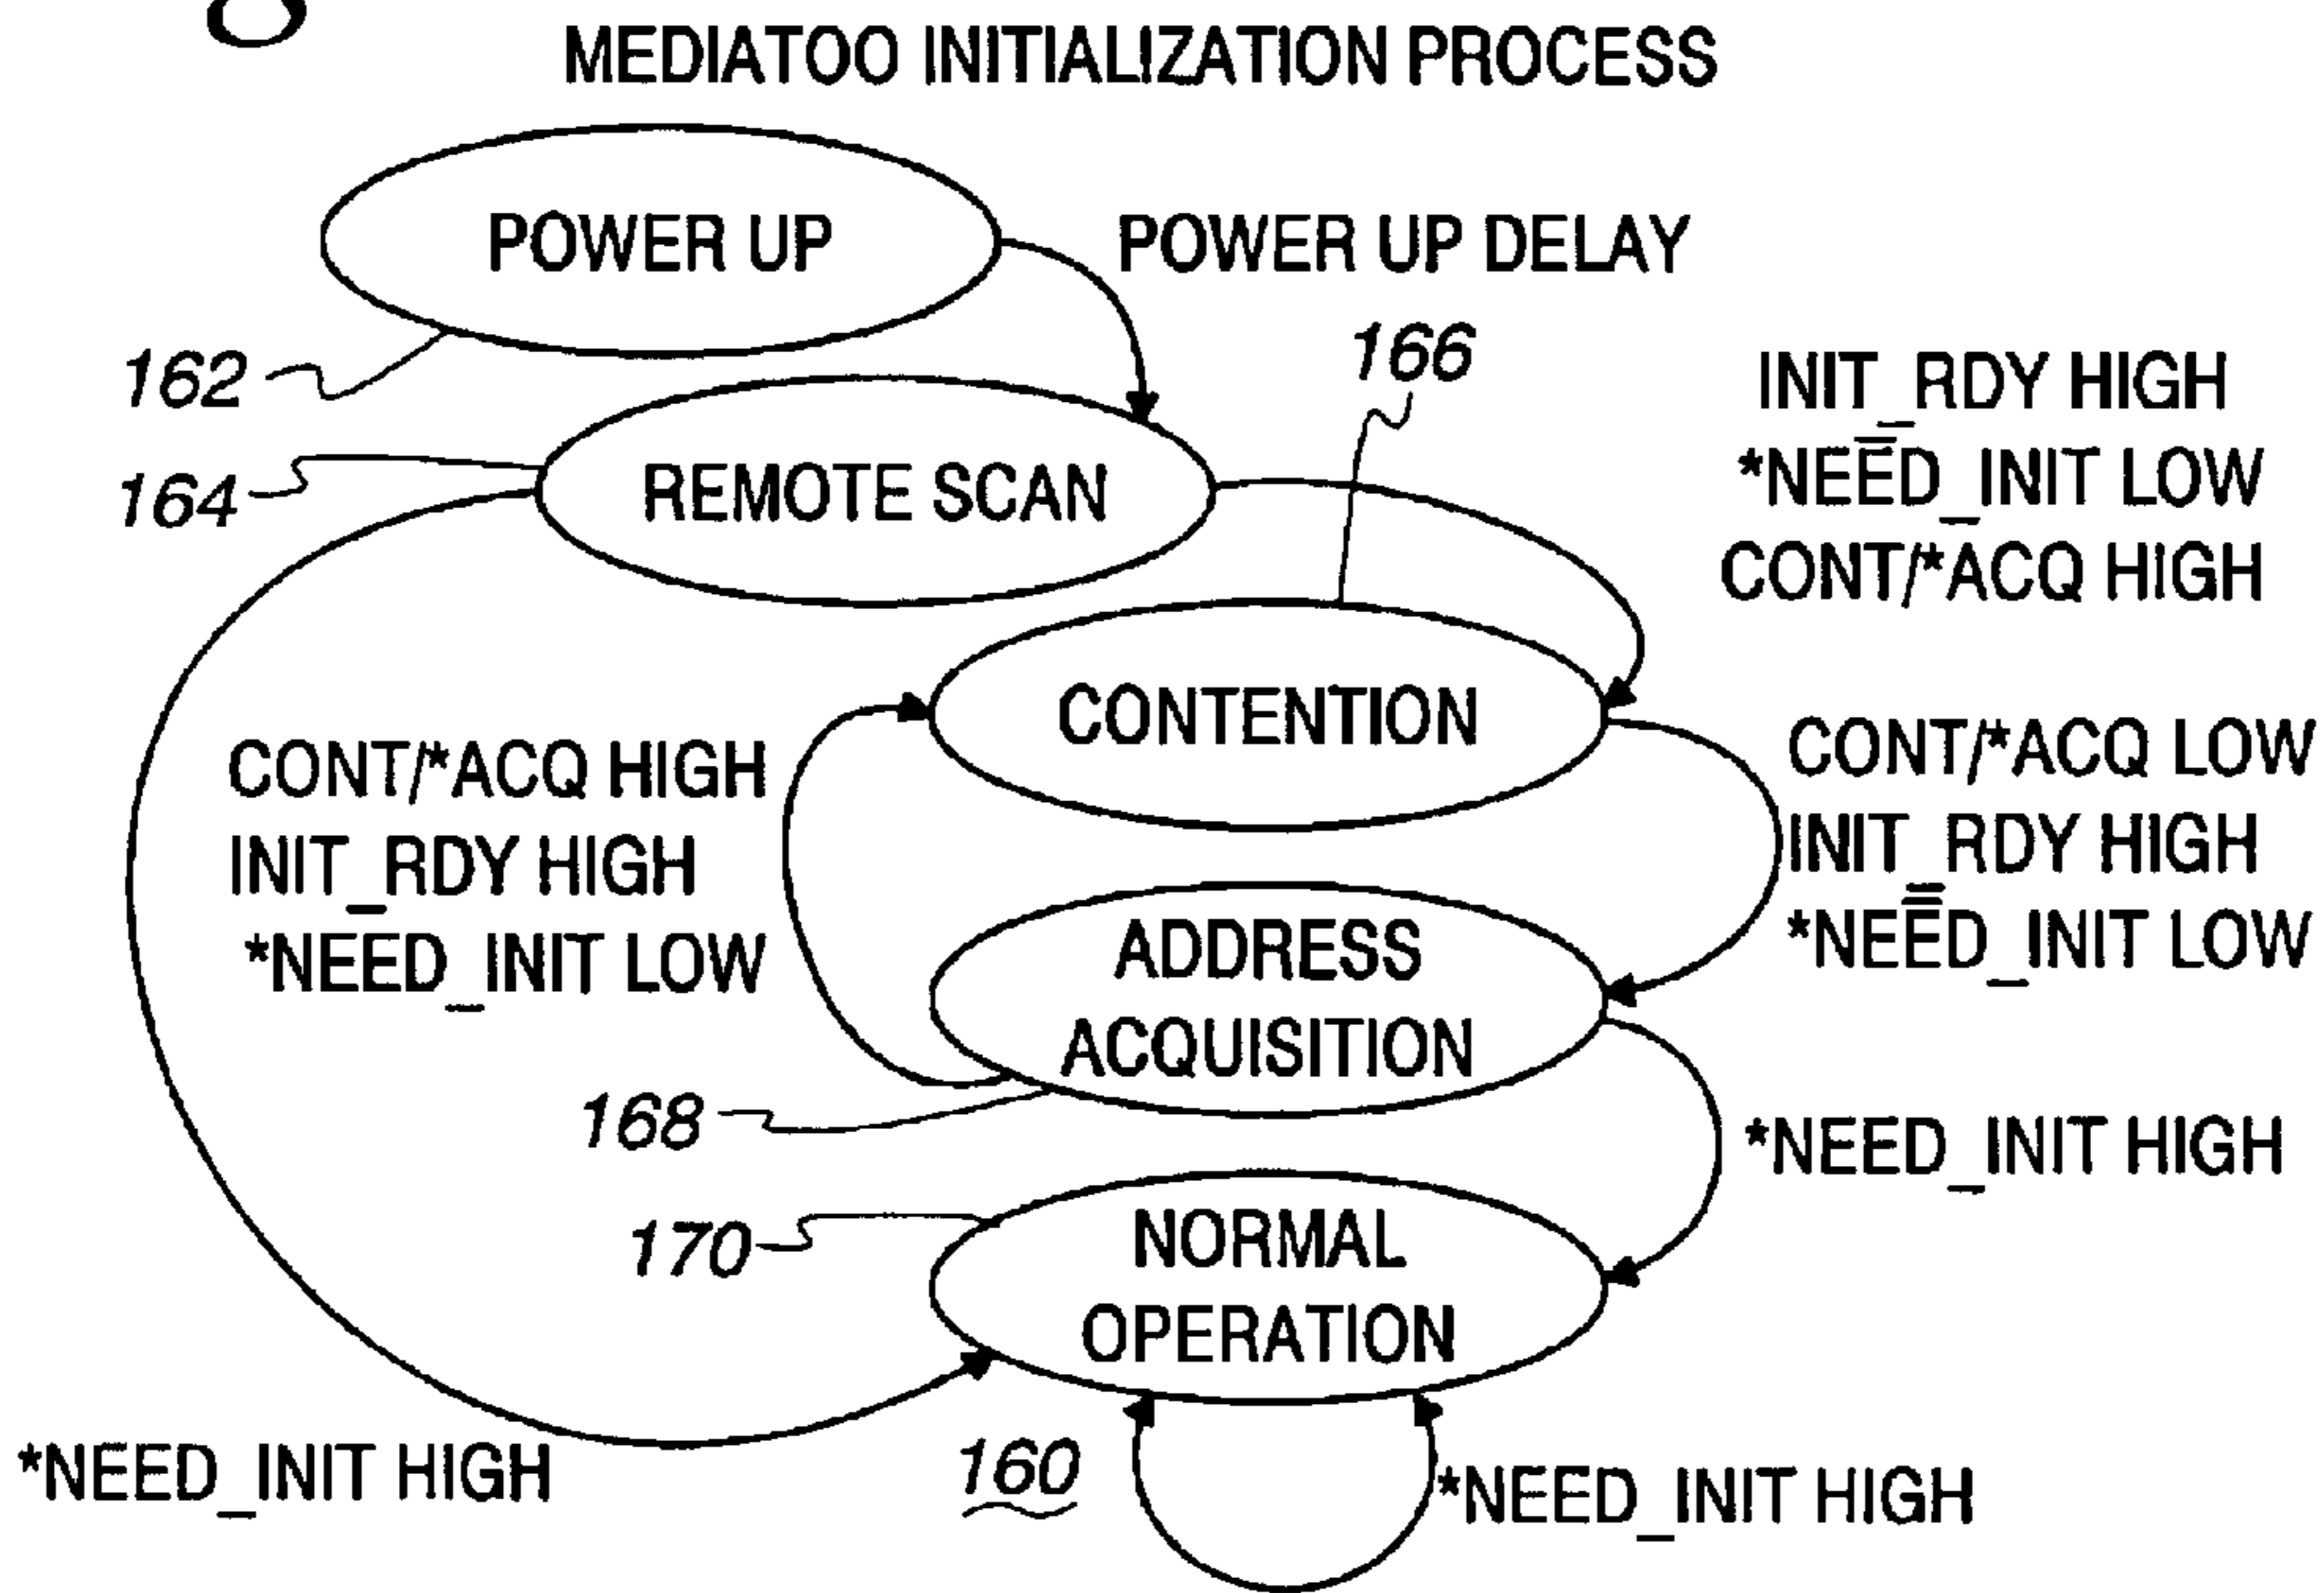 MEDIATOO INITIALIZATION PROCESS
POWER UP
POWER UP DELAY
162
166
INIT_RDY HIGH
*NEED_INIT LOW
CONT/*ACQ HIGH
164
REMOTE SCAN
CONTENTION
CONT/*ACQ HIGH
INIT_RDY HIGH
*NEED_INIT LOW
CONT/*ACQ LOW
INIT_RDY HIGH
*NEED_INIT LOW
ADDRESS
ACQUISITION
168
*NEED_INIT HIGH
170
NORMAL
OPERATION
*NEED_INIT HIGH
160
*NEED_INIT HIGH